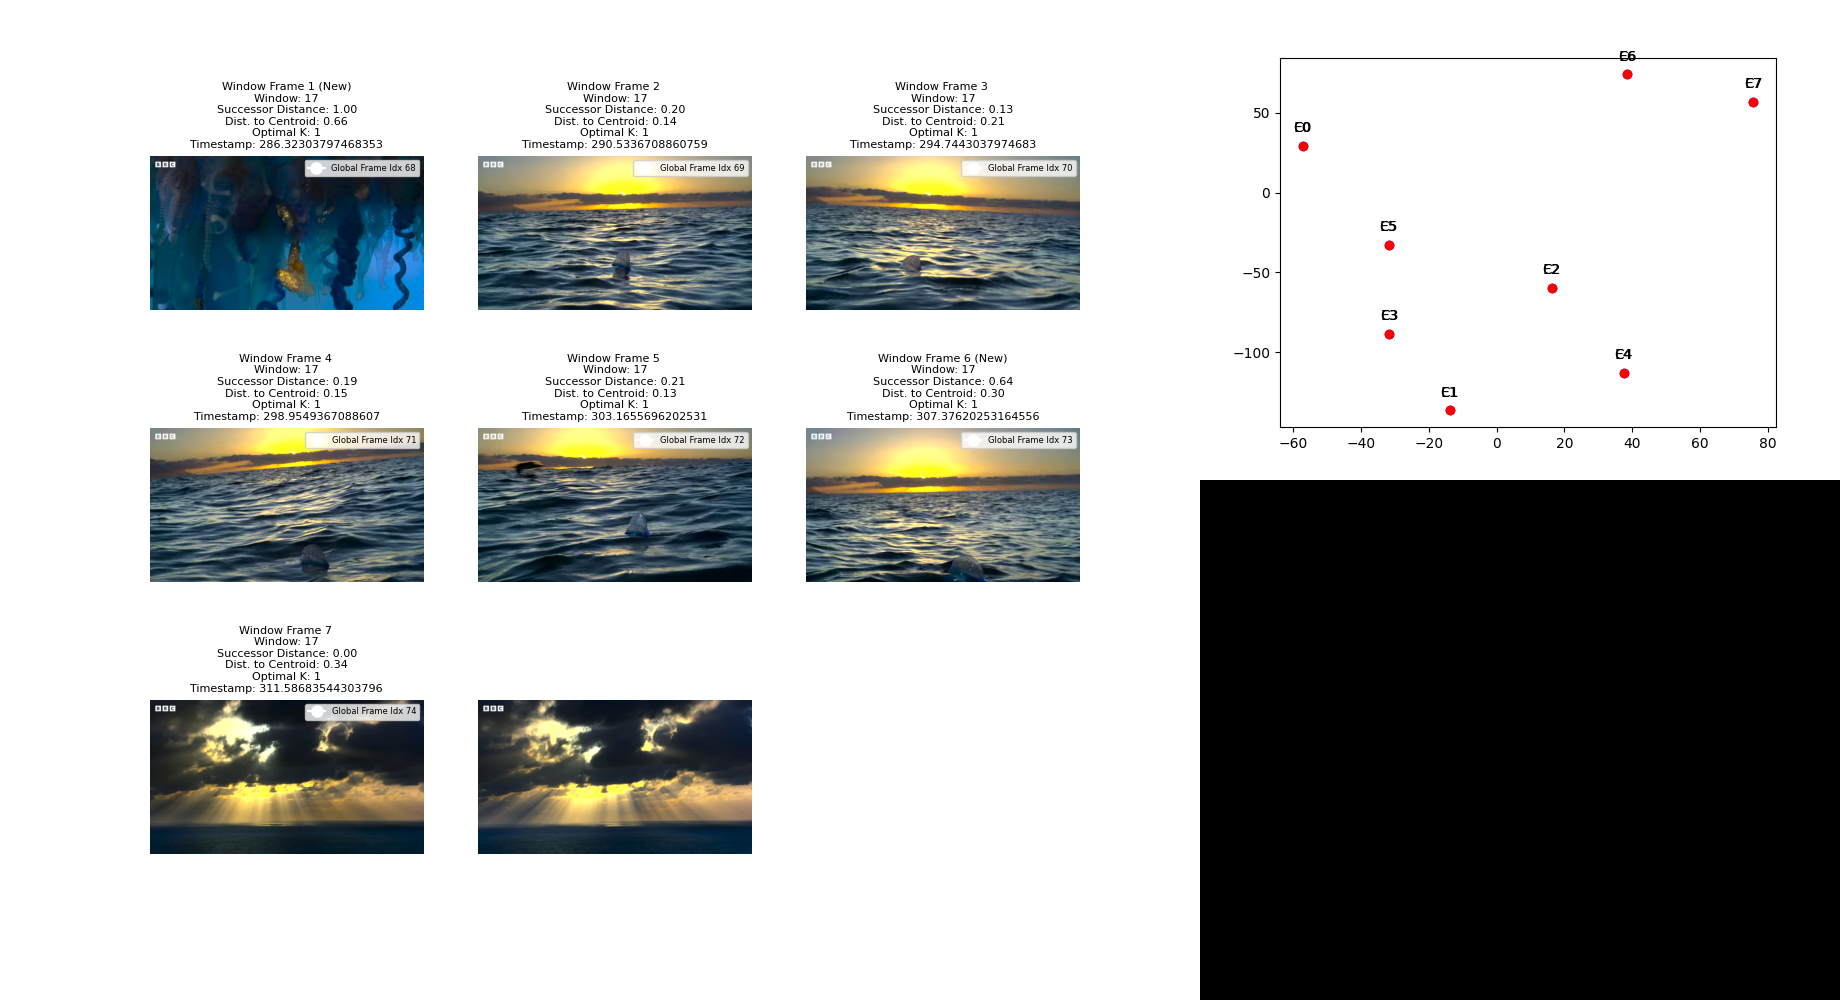 Window Frame 1 (New)
Window: 17
Successor Distance: 1.00
Dist. to Centroid: 0.66
Optimal K: 1
Timestamp: 286.32303797468353
BBC
Global Frame Idx 68
Window Frame 2
Window: 17
Successor Distance: 0.20
Dist. to Centroid: 0.14
Optimal K: 1
Timestamp: 290.5336708860759
BBC
Global Frame Idx 69
Window Frame 3
Window: 17
Successor Distance: 0.13
Dist. to Centroid: 0.21
Optimal K: 1
Timestamp: 294.7443037974683
BBC
Global Frame Idx 70
Window Frame 4
Window: 17
Successor Distance: 0.19
Dist. to Centroid: 0.15
Optimal K: 1
Timestamp: 298.9549367088607
BBC
Global Frame Idx 71
Window Frame 5
Window: 17
Successor Distance: 0.21
Dist. to Centroid: 0.13
Optimal K: 1
Timestamp: 303.1655696202531
BBC
Global Frame Idx 72
Window Frame 6 (New)
Window: 17
Successor Distance: 0.64
Dist. to Centroid: 0.30
Optimal K: 1
Timestamp: 307.37620253164556
BBC
Global Frame Idx 73
Window Frame 7
Window: 17
Successor Distance: 0.00
Dist. to Centroid: 0.34
Optimal K: 1
Timestamp: 311.58683544303796
BBC
Global Frame Idx 74
BBC
50
0
−50
−100
−60
−40
−20
0
20
40
60
80